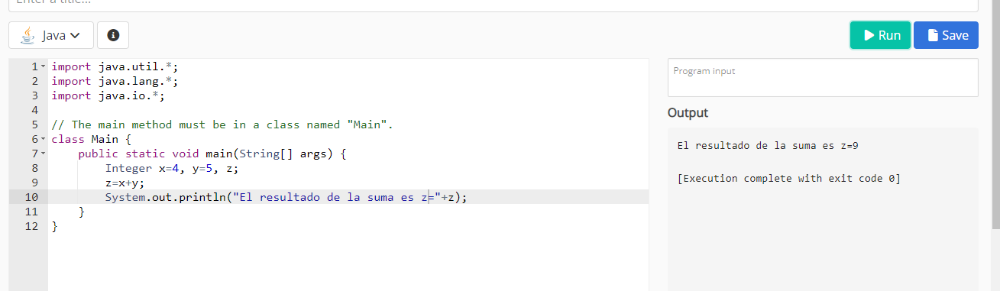 Enter a title...
Java
Run
Save
1 import java.util.*;
2 import java.lang.*;
3 import java.io.*;
4
5 // The main method must be in a class named "Main".
6 class Main {
7     public static void main(String[] args) {
8         Integer x=4, y=5, z;
9         z=x+y;
10         System.out.println("El resultado de la suma es z="+z);
11     }
12 }
Program input
Output
El resultado de la suma es z=9
[Execution complete with exit code 0]